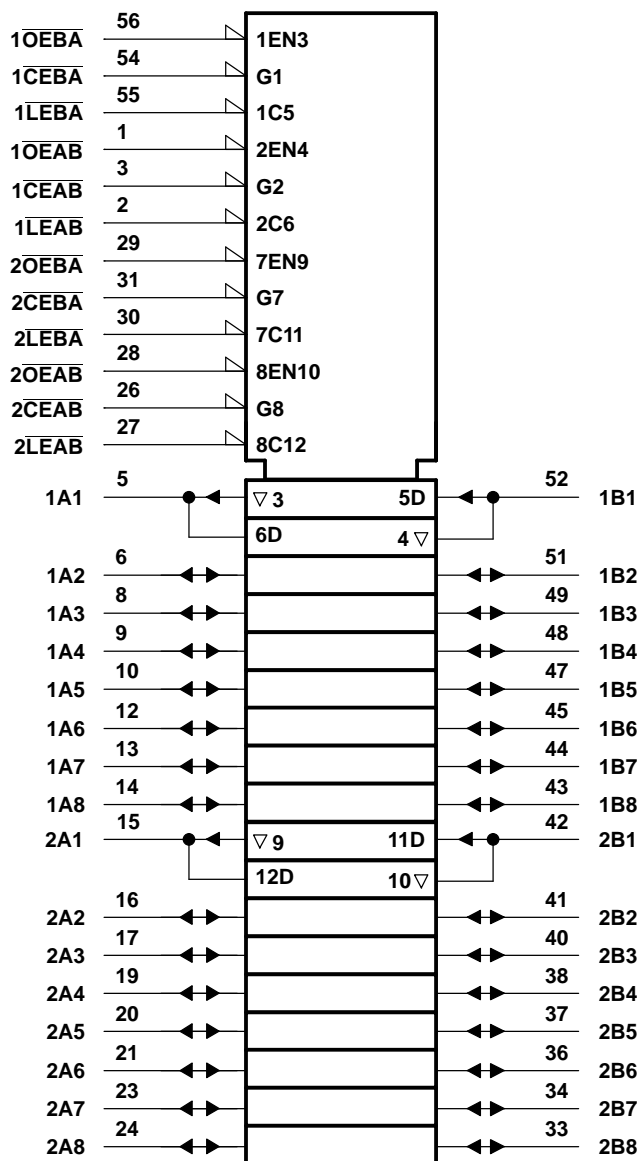 56
1OEBA 1EN3
54
1CEBA G1
55
1LEBA 1C5
1
1OEAB 2EN4
3
1CEAB G2
2
1LEAB 2C6
29
2OEBA 7EN9
31
2CEBA G7
30
2LEBA 7C11
28
2OEAB 8EN10
26
2CEAB G8
27
2LEAB 8C12
5 52
1A1 ▽ 3 5D 1B1
6D 4 ▽
6 51
1A2 1B2
8 49
1A3 1B3
9 48
1A4 1B4
10 47
1A5 1B5
12 45
1A6 1B6
13 44
1A7 1B7
14 43
1A8 1B8
15 42
2A1 ▽ 9 11D 2B1
12D 10 ▽
16 41
2A2 2B2
17 40
2A3 2B3
19 38
2A4 2B4
20 37
2A5 2B5
21 36
2A6 2B6
23 34
2A7 2B7
24 33
2A8 2B8